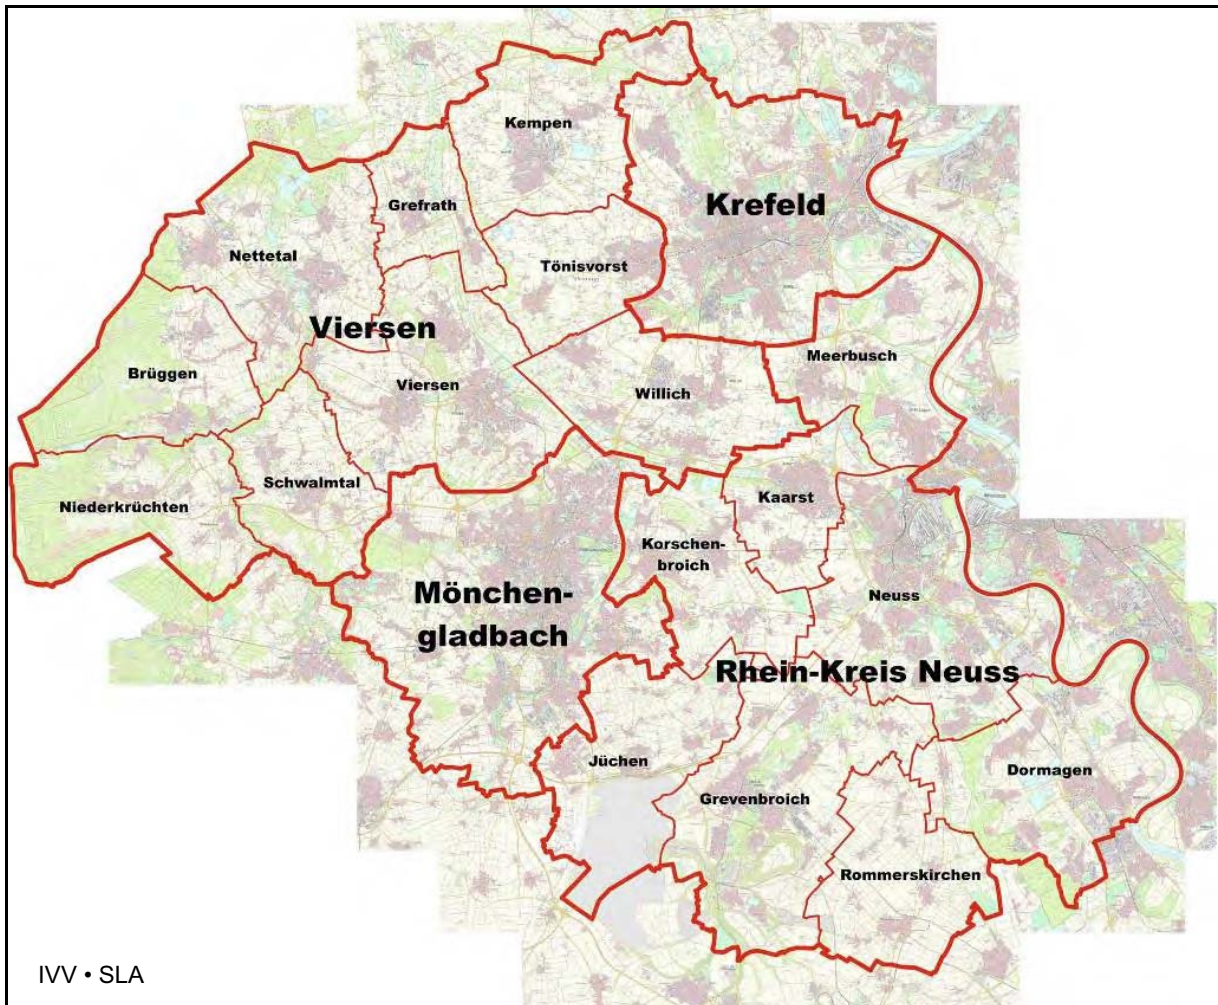 Kempen
Krefeld
Grefrath
Nettetal
Tönisvorst
Viersen
Meerbusch
Brüggen
Viersen
Willich
Schwalmtal
Kaarst
Niederkrüchten
Korschen-
broich
Mönchen-
gladbach
Neuss
Rhein-Kreis Neuss
Jüchen
Dormagen
Grevenbroich
Rommerskirchen
IVV • SLA